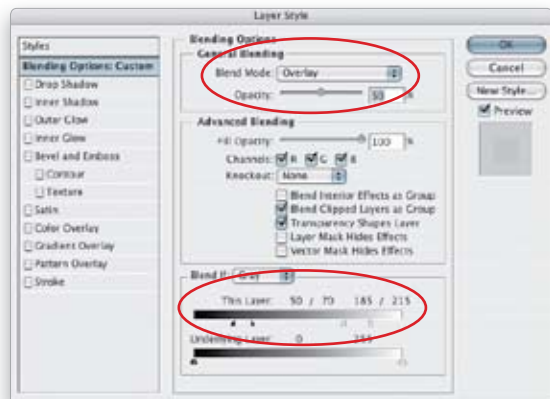 Layer Style
Styles
Blending Options: Custom
Drop Shadow
Inner Shadow
Outer Glow
Inner Glow
Bevel and Emboss
Contour
Texture
Satin
Color Overlay
Gradient Overlay
Pattern Overlay
Stroke
Blending Options
General Blending
Blend Mode: Overlay
Opacity: 50 %
Advanced Blending
Fill Opacity: 100 %
Channels: R G B
Knockout: None
Blend Interior Effects as Group
Blend Clipped Layers as Group
Transparency Shapes Layer
Layer Mask Hides Effects
Vector Mask Hides Effects
Blend If: Gray
This Layer: 50 / 70 185 / 215
Underlying Layer: 0 255
OK
Cancel
New Style...
Preview